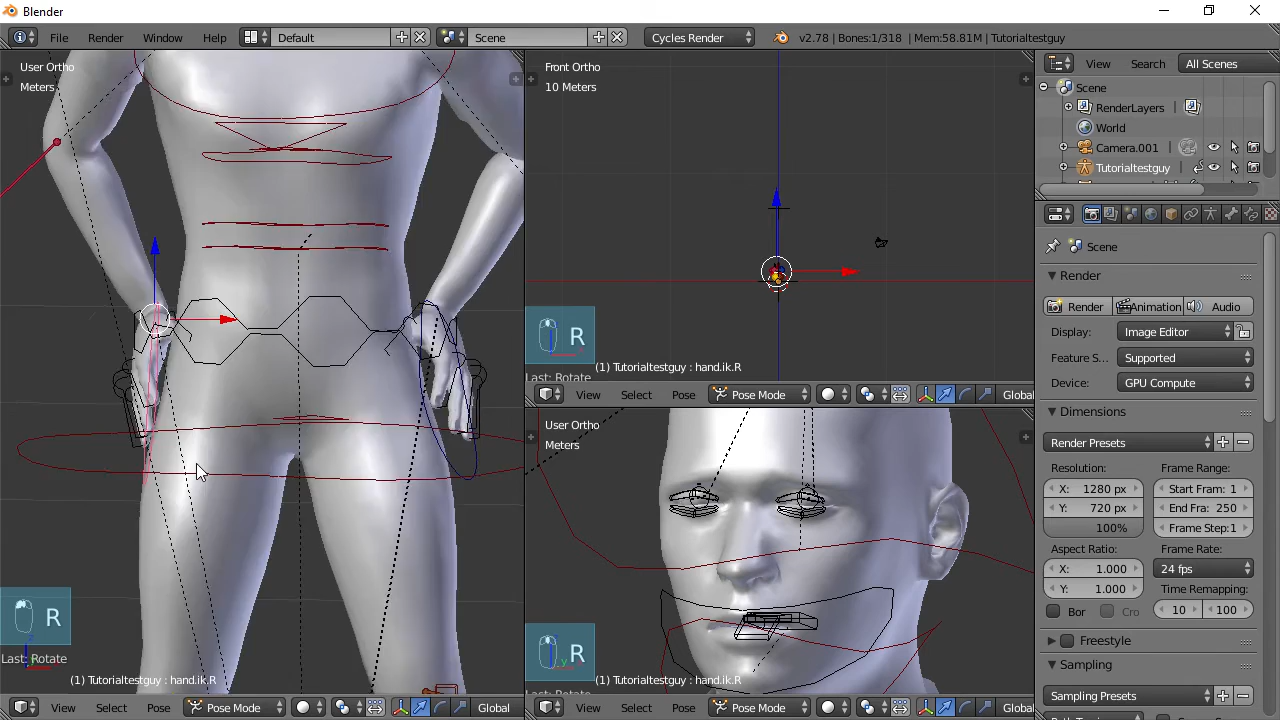 Blender
File Render Window Help Default Scene Cycles Render v2.78 | Bones:1/318 | Mem:58.81M | Tutorialtestguy
User Ortho
Meters
R
Last: Rotate
(1) Tutorialtestguy : hand.ik.R
View Select Pose Pose Mode Global
Front Ortho
10 Meters
R
Last: Rotate
(1) Tutorialtestguy : hand.ik.R
View Select Pose Pose Mode Global
User Ortho
Meters
R
(1) Tutorialtestguy : hand.ik.R
View Select Pose Pose Mode Global
View Search All Scenes
Scene
RenderLayers
World
Camera.001
Tutorialtestguy
Scene
Render
Render Animation Audio
Display: Image Editor
Feature S... Supported
Device: GPU Compute
Dimensions
Render Presets
Resolution: Frame Range:
X: 1280 px Start Fram: 1
Y: 720 px End Fra: 250
100% Frame Step:1
Aspect Ratio: Frame Rate:
X: 1.000 24 fps
Y: 1.000 Time Remapping:
Bor Cro 10 100
Freestyle
Sampling
Sampling Presets